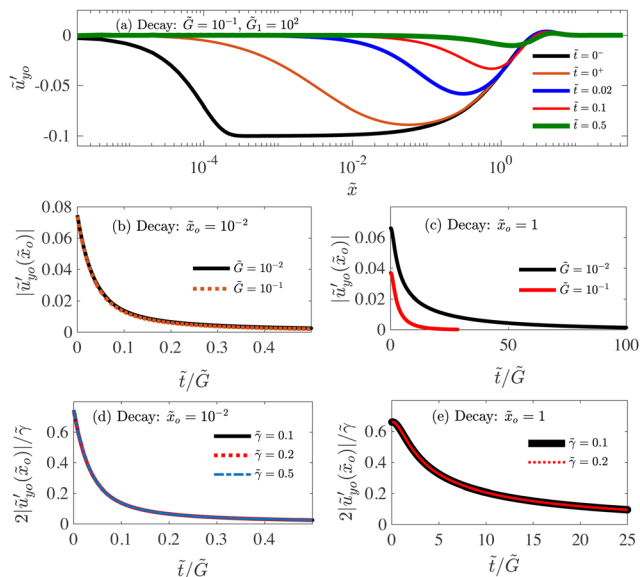 (a) Decay: G̃ = 10⁻¹, G̃₁ = 10²
0
-0.05
-0.1
ũ′yo
10⁻⁴
10⁻²
10⁰
x̃
t̃ = 0⁻
t̃ = 0⁺
t̃ = 0.02
t̃ = 0.1
t̃ = 0.5
(b) Decay: x̃o = 10⁻²
0.08
0.06
0.04
0.02
0
|ũ′yo(x̃o)|
G̃ = 10⁻²
G̃ = 10⁻¹
0
0.1
0.2
0.3
0.4
t̃/G̃
(c) Decay: x̃o = 1
0.06
0.04
0.02
0
|ũ′yo(x̃o)|
G̃ = 10⁻²
G̃ = 10⁻¹
0
50
100
t̃/G̃
(d) Decay: x̃o = 10⁻²
0.6
0.4
0.2
0
2|ũ′yo(x̃o)|/γ̃
γ̃ = 0.1
γ̃ = 0.2
γ̃ = 0.5
0
0.1
0.2
0.3
0.4
t̃/G̃
(e) Decay: x̃o = 1
0.6
0.4
0.2
0
2|ũ′yo(x̃o)|/γ̃
γ̃ = 0.1
γ̃ = 0.2
0
5
10
15
20
25
t̃/G̃